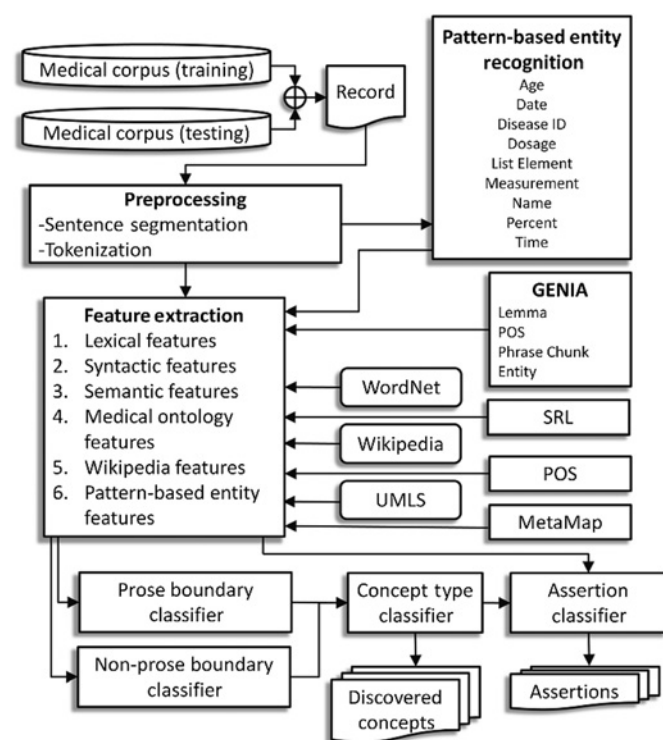 Medical corpus (training)
Medical corpus (testing)
Record
Pattern-based entity
recognition
Age
Date
Disease ID
Dosage
List Element
Measurement
Name
Percent
Time
Preprocessing
-Sentence segmentation
-Tokenization
Feature extraction
1. Lexical features
2. Syntactic features
3. Semantic features
4. Medical ontology
features
5. Wikipedia features
6. Pattern-based entity
features
GENIA
Lemma
POS
Phrase Chunk
Entity
WordNet
SRL
Wikipedia
POS
UMLS
MetaMap
Prose boundary
classifier
Non-prose boundary
classifier
Concept type
classifier
Assertion
classifier
Discovered
concepts
Assertions